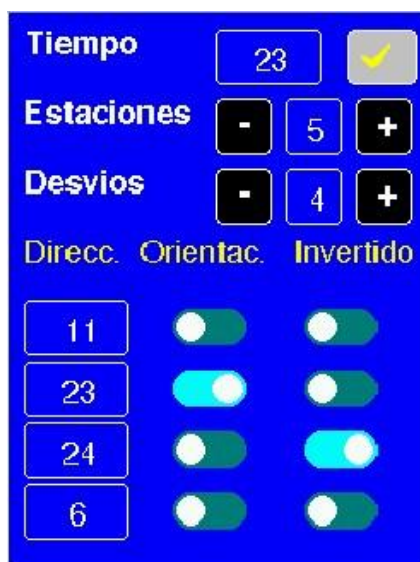 Tiempo 23
Estaciones - 5 +
Desvios - 4 +
Direcc. Orientac. Invertido
11
23
24
6